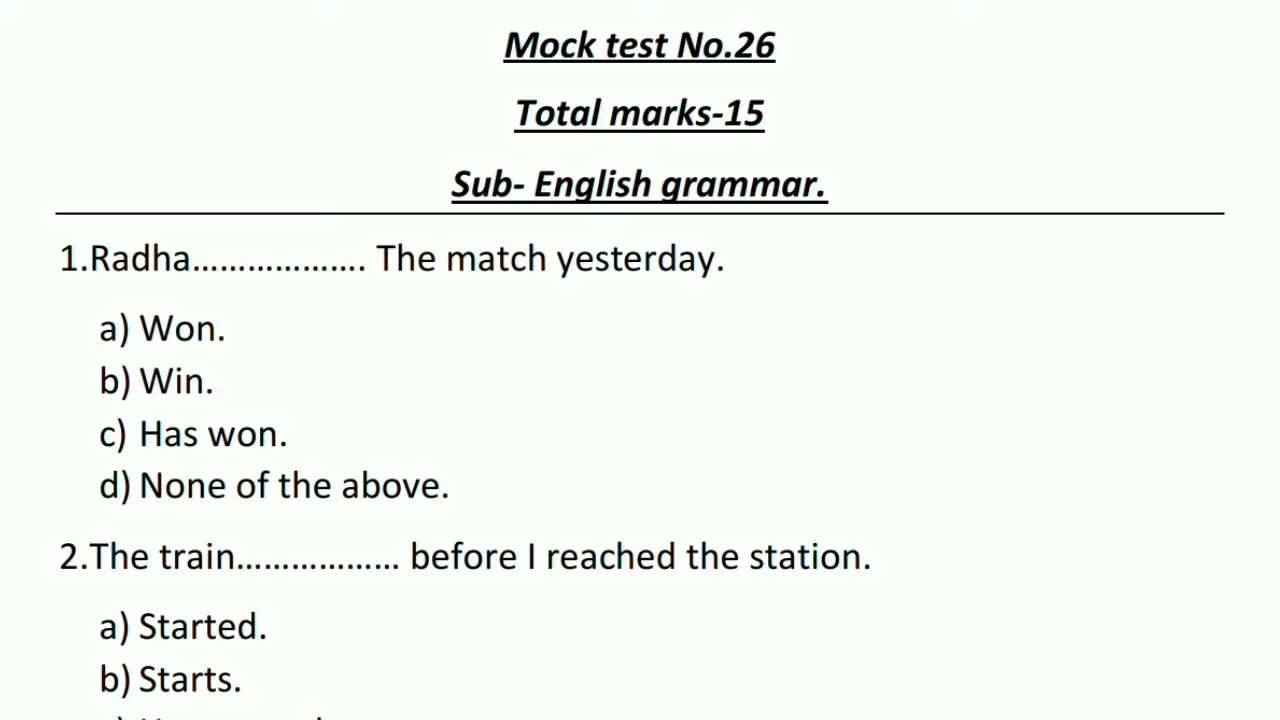 Mock test No.26
Total marks-15
Sub- English grammar.
1.Radha................... The match yesterday.
a) Won.
b) Win.
c) Has won.
d) None of the above.
2.The train.................. before I reached the station.
a) Started.
b) Starts.